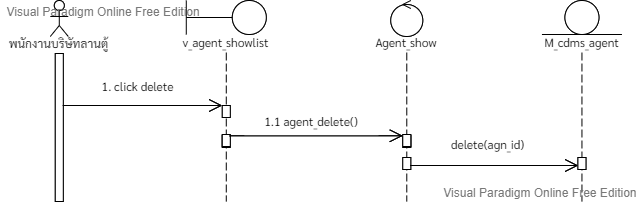 Visual Paradigm Online Free Edition
พนักงานบริษัทลานตู้
v_agent_showlist
Agent_show
M_cdms_agent
1. click delete
1.1 agent_delete()
delete(agn_id)
Visual Paradigm Online Free Edition